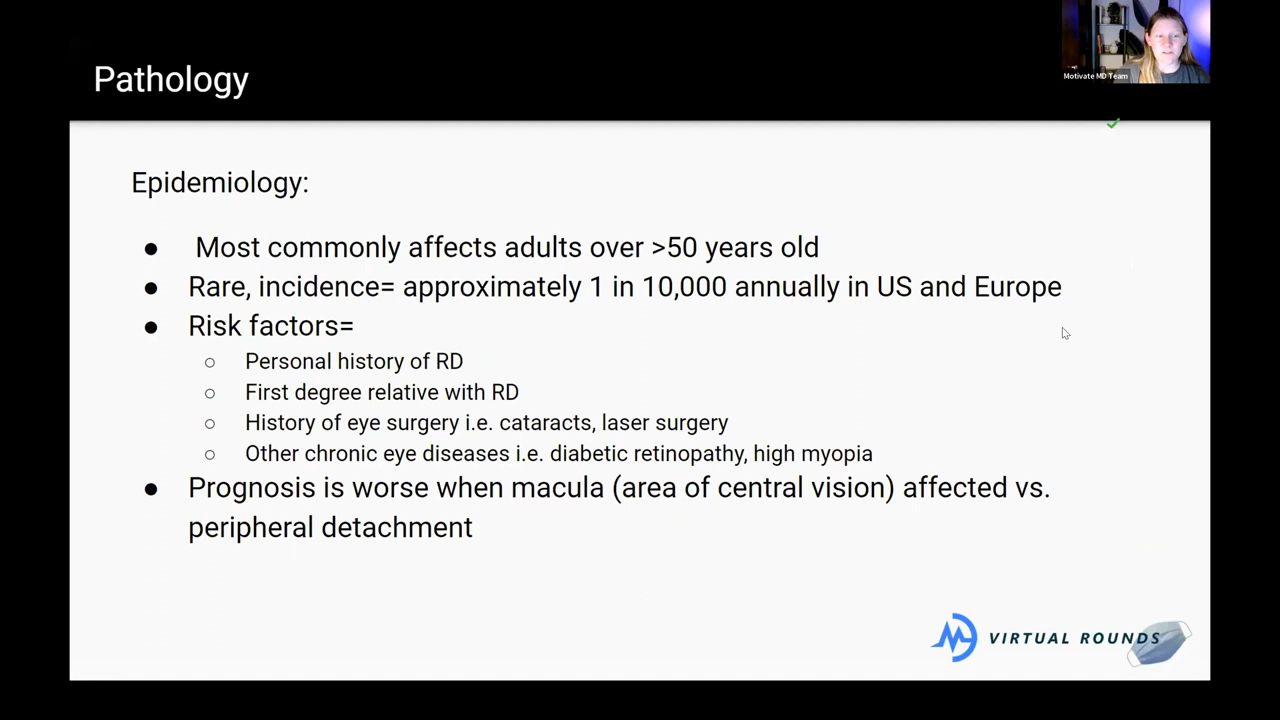 Motivate MD Team
Pathology
Epidemiology:
● Most commonly affects adults over >50 years old
● Rare, incidence= approximately 1 in 10,000 annually in US and Europe
● Risk factors=
○ Personal history of RD
○ First degree relative with RD
○ History of eye surgery i.e. cataracts, laser surgery
○ Other chronic eye diseases i.e. diabetic retinopathy, high myopia
● Prognosis is worse when macula (area of central vision) affected vs.
peripheral detachment
VIRTUAL ROUNDS